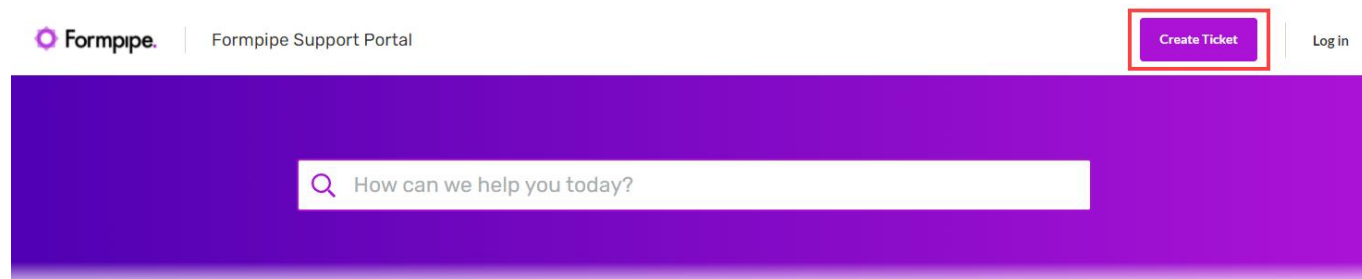 Formpipe.
Formpipe Support Portal
Create Ticket
Log in
How can we help you today?